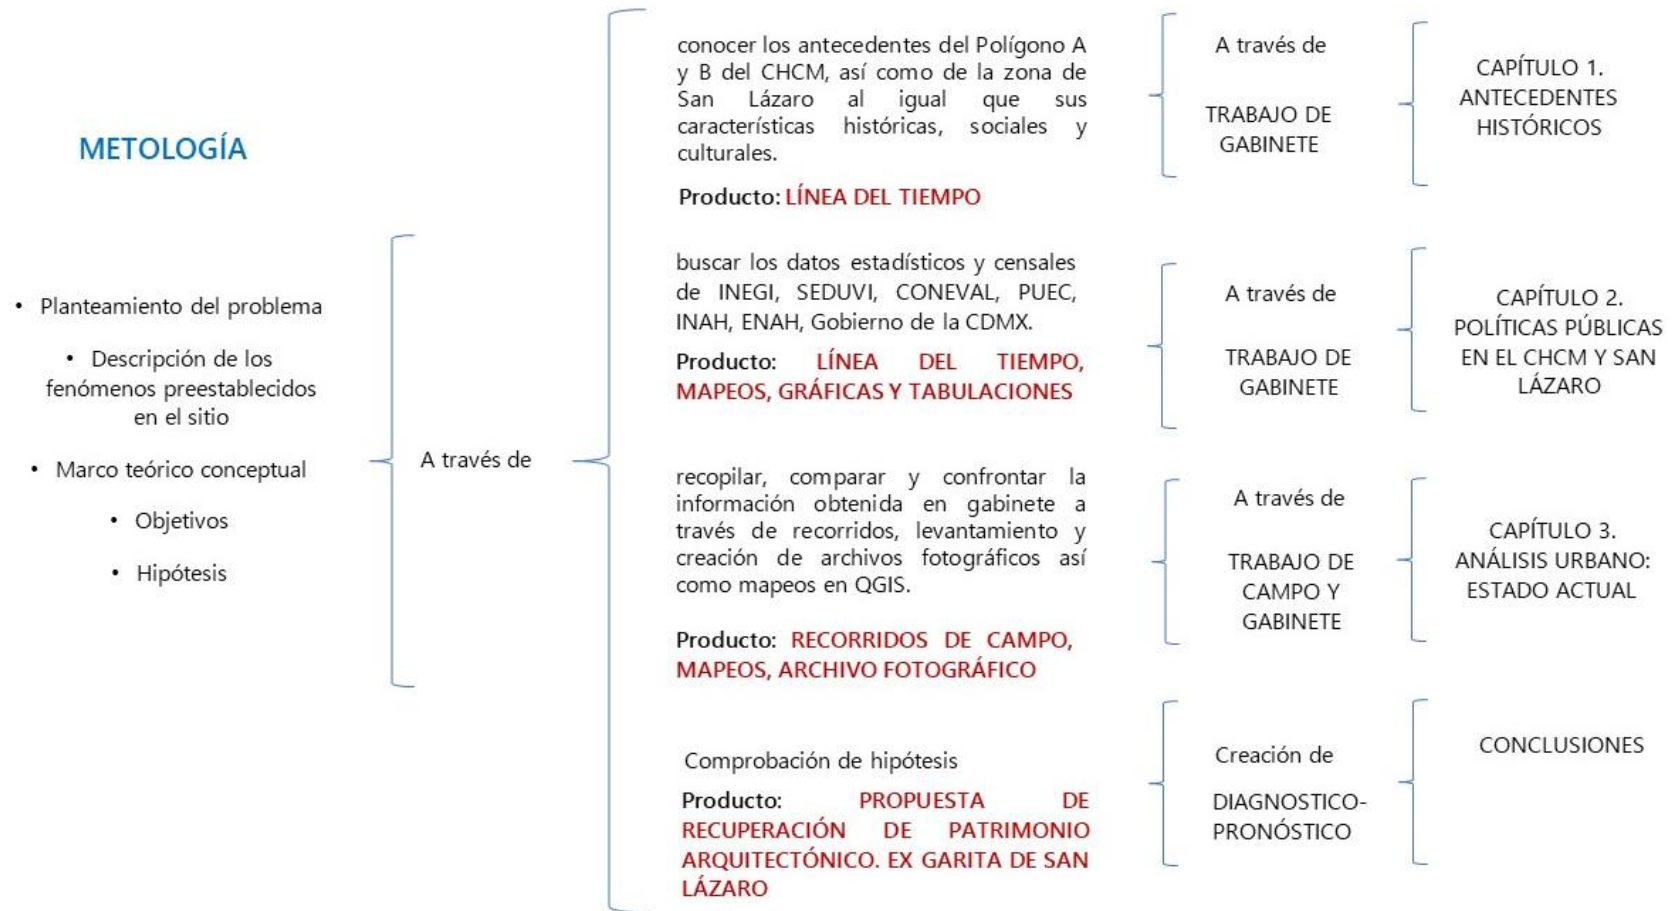 METOLOGÍA
• Planteamiento del problema
• Descripción de los
fenómenos preestablecidos
en el sitio
• Marco teórico conceptual
• Objetivos
• Hipótesis
A través de
conocer los antecedentes del Polígono A
y B del CHCM, así como de la zona de
San Lázaro al igual que sus
características históricas, sociales y
culturales.
Producto: LÍNEA DEL TIEMPO
A través de
TRABAJO DE
GABINETE
CAPÍTULO 1.
ANTECEDENTES
HISTÓRICOS
buscar los datos estadísticos y censales
de INEGI, SEDUVI, CONEVAL, PUEC,
INAH, ENAH, Gobierno de la CDMX.
Producto: LÍNEA DEL TIEMPO,
MAPEOS, GRÁFICAS Y TABULACIONES
A través de
TRABAJO DE
GABINETE
CAPÍTULO 2.
POLÍTICAS PÚBLICAS
EN EL CHCM Y SAN
LÁZARO
recopilar, comparar y confrontar la
información obtenida en gabinete a
través de recorridos, levantamiento y
creación de archivos fotográficos así
como mapeos en QGIS.
Producto: RECORRIDOS DE CAMPO,
MAPEOS, ARCHIVO FOTOGRÁFICO
A través de
TRABAJO DE
CAMPO Y
GABINETE
CAPÍTULO 3.
ANÁLISIS URBANO:
ESTADO ACTUAL
Comprobación de hipótesis
Producto: PROPUESTA DE
RECUPERACIÓN DE PATRIMONIO
ARQUITECTÓNICO. EX GARITA DE SAN
LÁZARO
Creación de
DIAGNOSTICO-
PRONÓSTICO
CONCLUSIONES